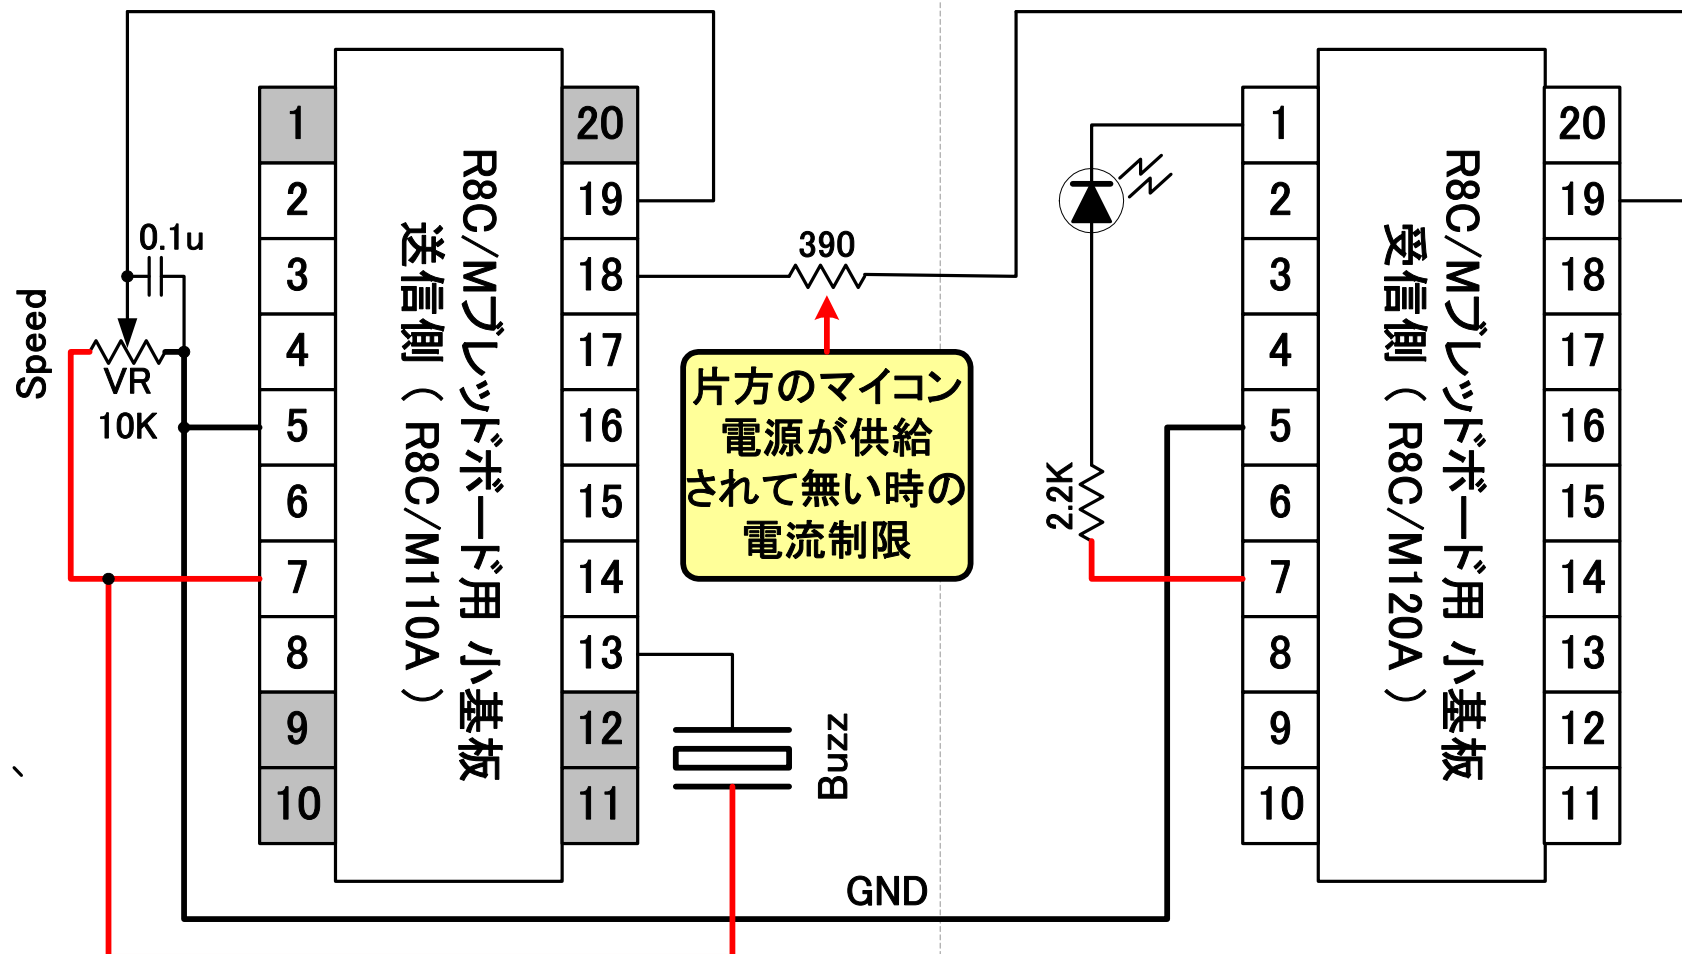 Speed
0.1u
VR
10K
1
2
3
4
5
6
7
8
9
10
R8C/Mブレッドボード用 小基板
送信側（R8C/M110A）
20
19
18
17
16
15
14
13
12
11
390
片方のマイコン
電源が供給
されて無い時の
電流制限
Buzz
GND
2.2K
1
2
3
4
5
6
7
8
9
10
R8C/Mブレッドボード用 小基板
受信側（R8C/M120A）
20
19
18
17
16
15
14
13
12
11